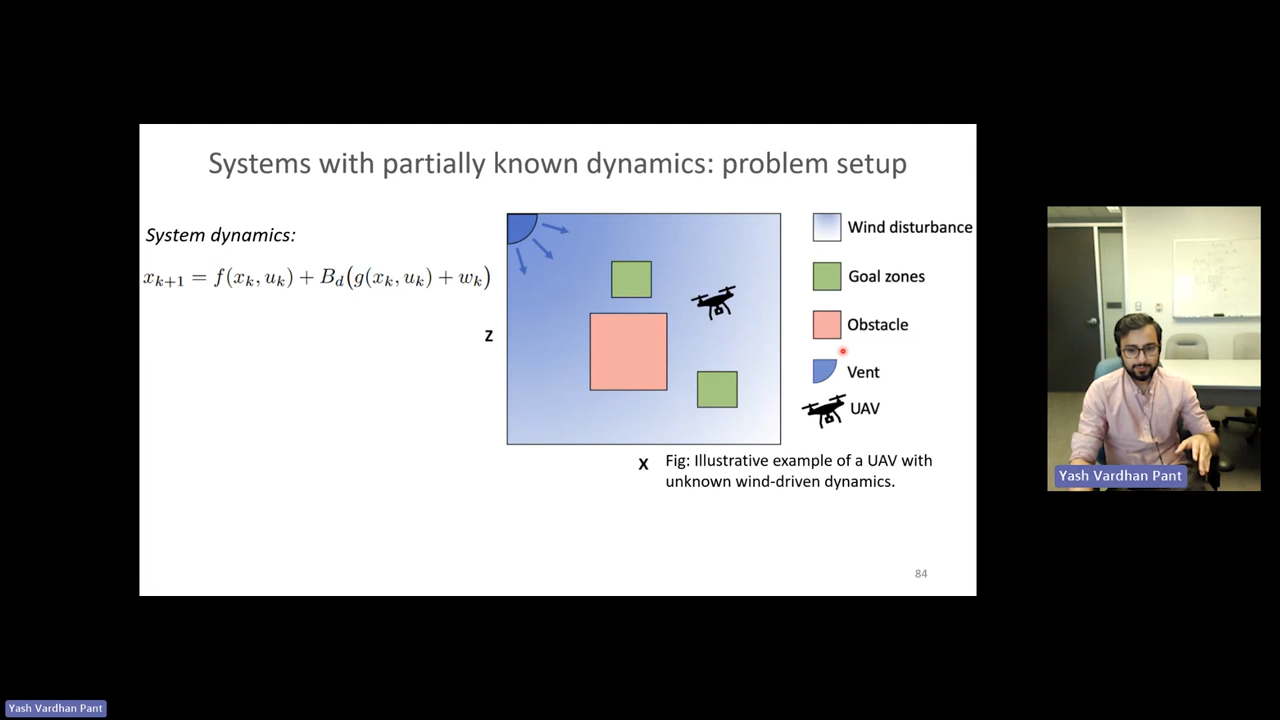 Systems with partially known dynamics: problem setup
System dynamics:
x_{k+1} = f(x_k, u_k) + B_d(g(x_k, u_k) + w_k)
Z
X
Wind disturbance
Goal zones
Obstacle
Vent
UAV
Fig: Illustrative example of a UAV with
unknown wind-driven dynamics.
84
Yash Vardhan Pant
Yash Vardhan Pant